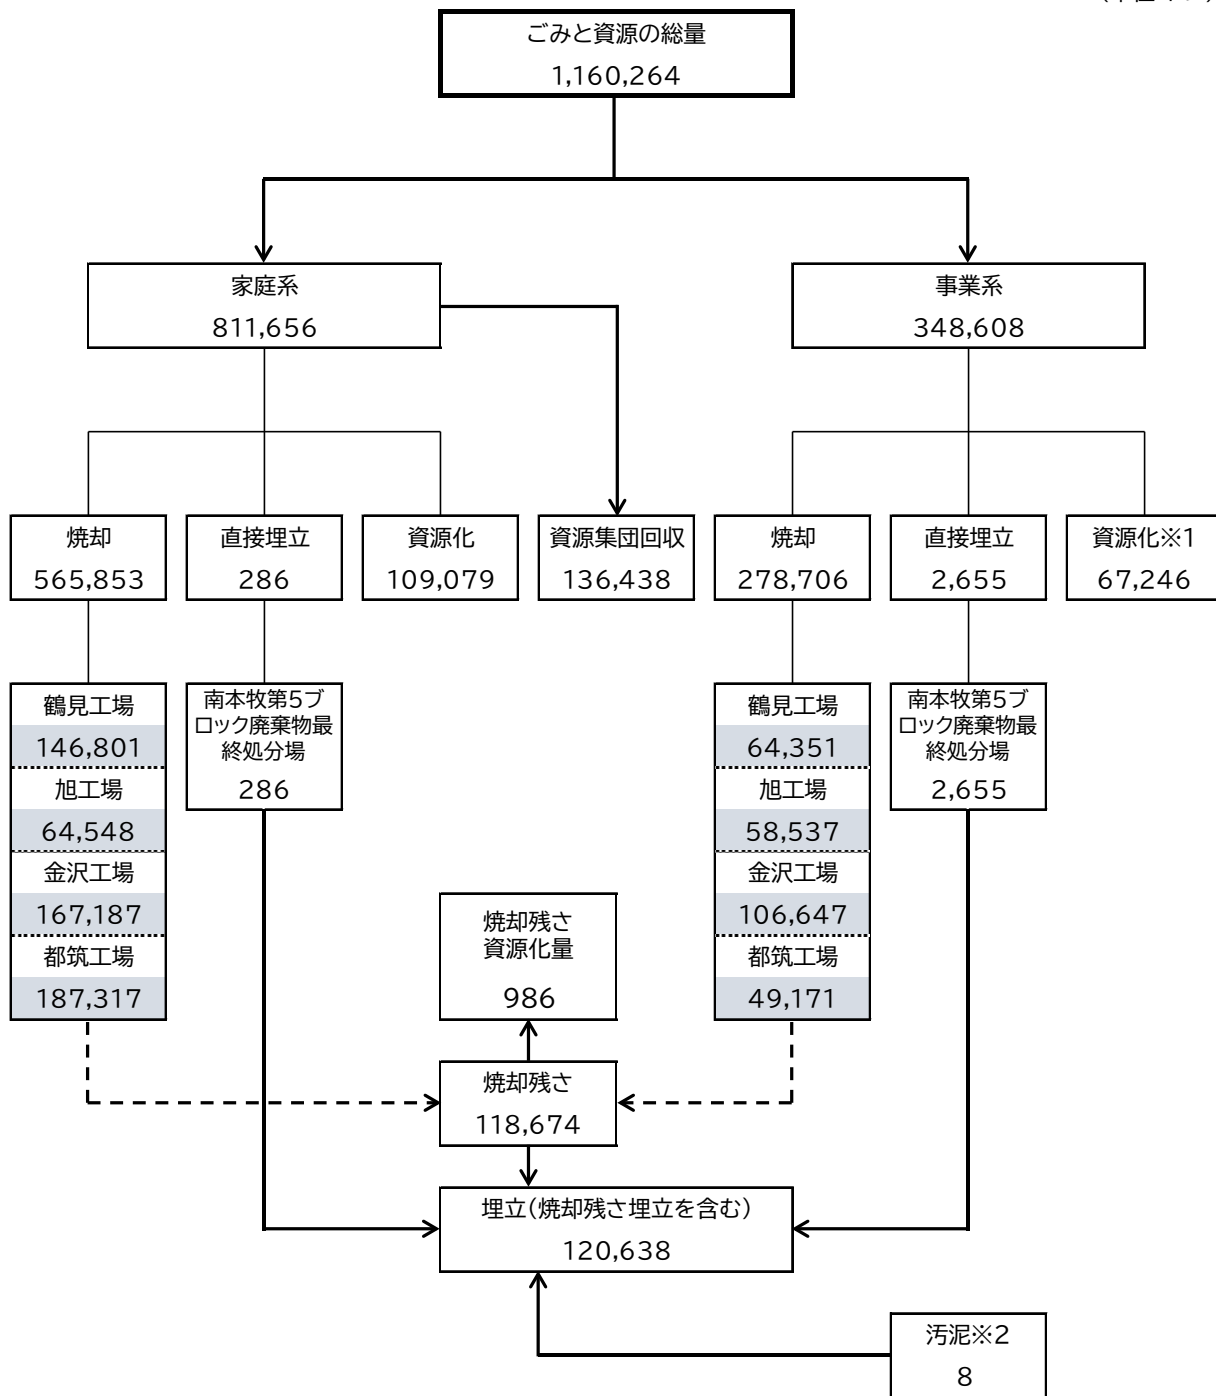 ごみと資源の総量
1,160,264
家庭系
811,656
事業系
348,608
焼却
565,853
直接埋立
286
資源化
109,079
資源集団回収
136,438
焼却
278,706
直接埋立
2,655
資源化※1
67,246
鶴見工場
146,801
旭工場
64,548
金沢工場
167,187
都筑工場
187,317
南本牧第5ブ
ロック廃棄物最
終処分場
286
鶴見工場
64,351
旭工場
58,537
金沢工場
106,647
都筑工場
49,171
南本牧第5ブ
ロック廃棄物最
終処分場
2,655
焼却残さ
資源化量
986
焼却残さ
118,674
埋立(焼却残さ埋立を含む)
120,638
汚泥※2
8